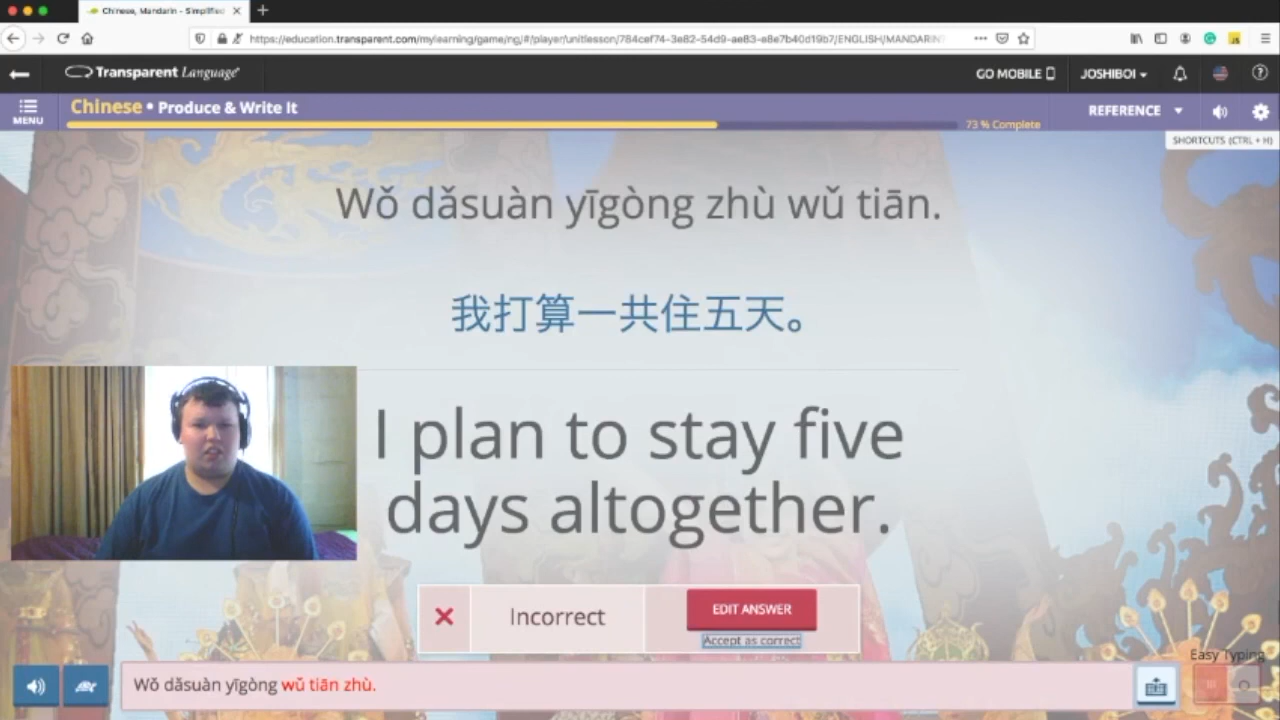 Chinese, Mandarin - Simplified
https://education.transparent.com/mylearning/game/ng/#/player/unitlesson/784cef74-3e82-54d9-ae83-e8e7b40d19b7/ENGLISH/MANDARIN
Transparent Language
GO MOBILE
JOSHIBOI
MENU
Chinese • Produce & Write It
73 % Complete
REFERENCE
SHORTCUTS (CTRL + H)
Wǒ dǎsuàn yīgòng zhù wǔ tiān.
我打算一共住五天。
I plan to stay five
days altogether.
Incorrect
EDIT ANSWER
Accept as correct
Easy Typing
Wǒ dǎsuàn yīgòng wǔ tiān zhù.